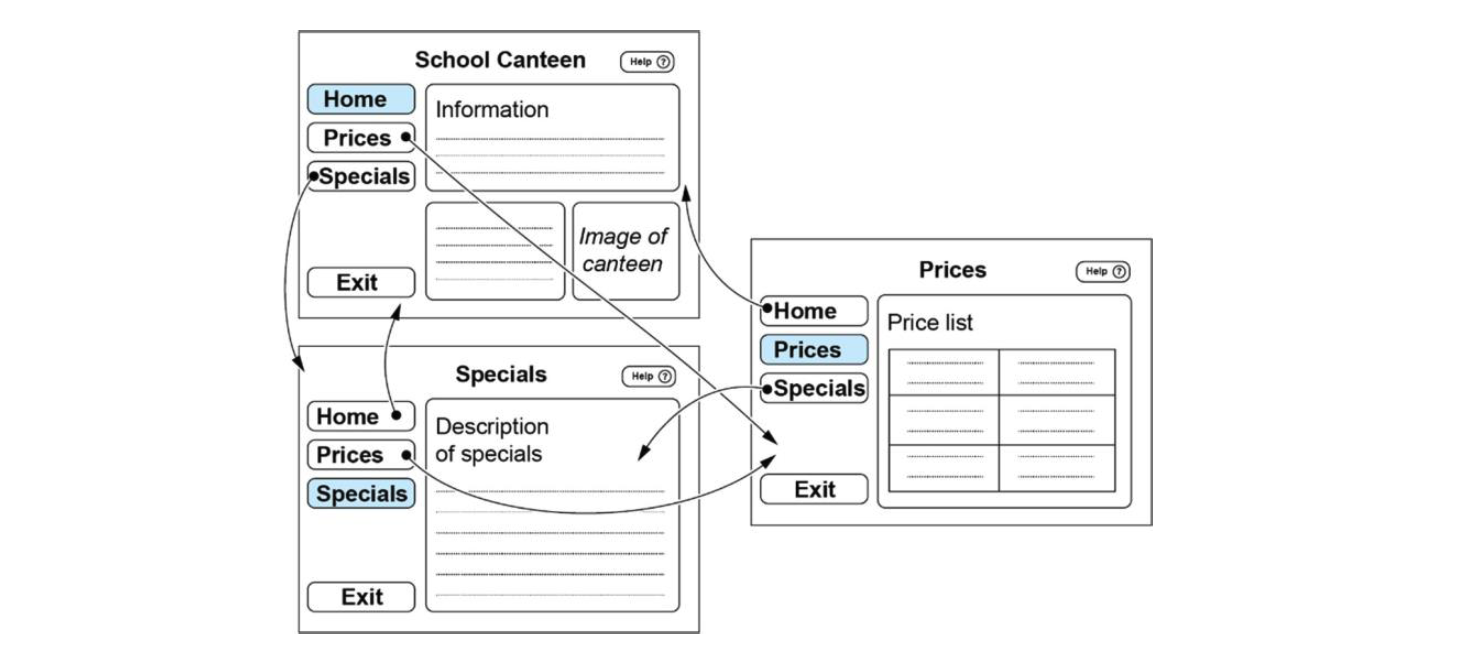 School Canteen
Help ?
Home
Information
Prices
Specials
Image of
canteen
Exit
Specials
Help ?
Home
Description
of specials
Prices
Specials
Exit
Prices
Help ?
Home
Price list
Prices
Specials
Exit